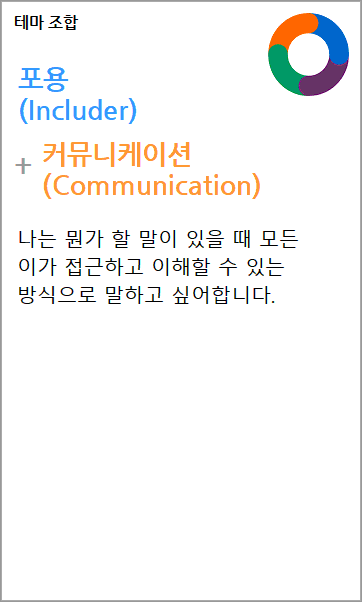 테마 조합
포용
(Includer)
+ 커뮤니케이션
(Communication)
나는 뭔가 할 말이 있을 때 모든
이가 접근하고 이해할 수 있는
방식으로 말하고 싶어합니다.